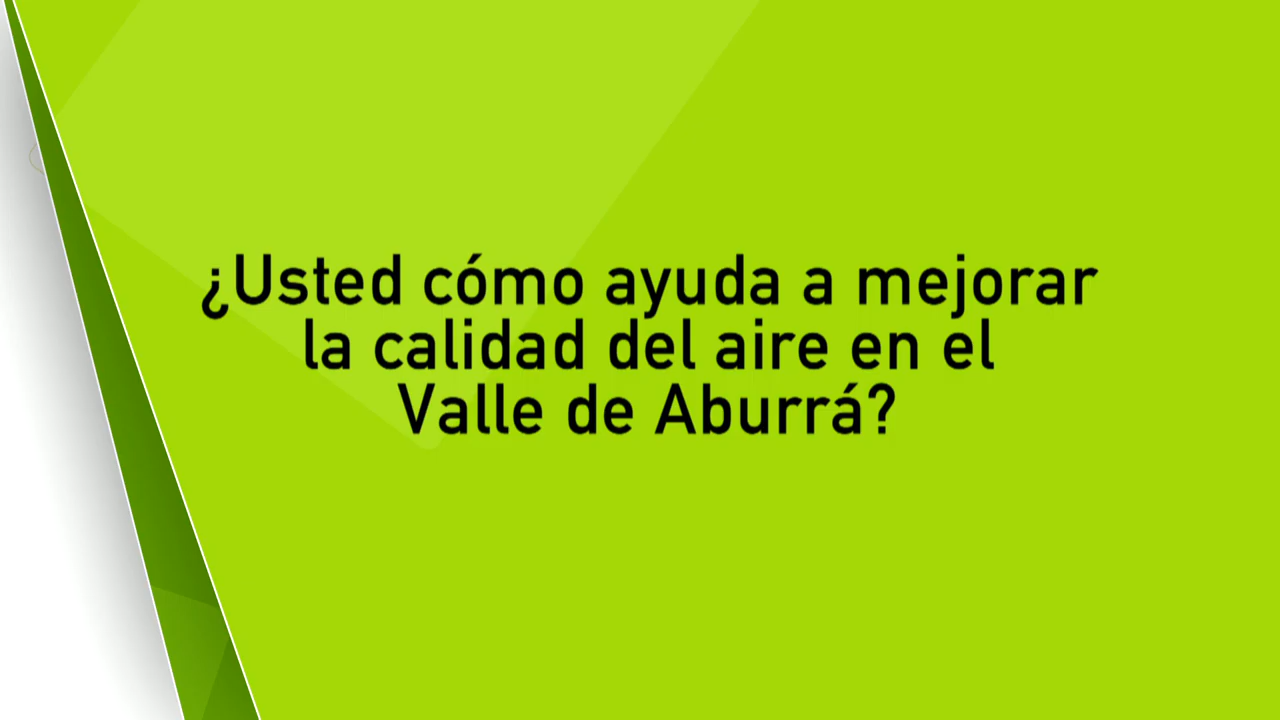 ¿Usted cómo ayuda a mejorar
la calidad del aire en el
Valle de Aburrá?